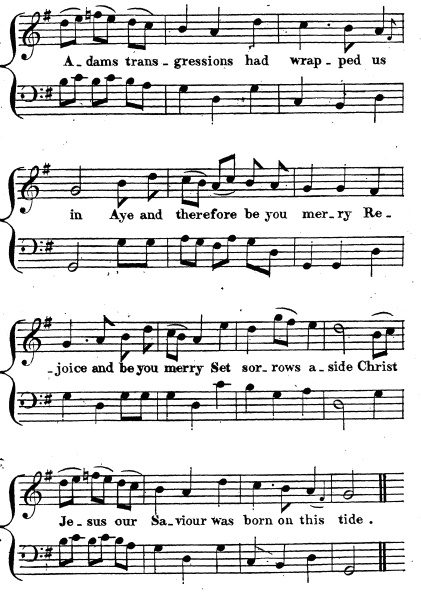 A_dams trans_gressions had wrap_ped us
in Aye and therefore be you mer_ry Re_
_joice and be you merry Set sor_rows a_side Christ
Je_sus our Sa_viour was born on this tide.